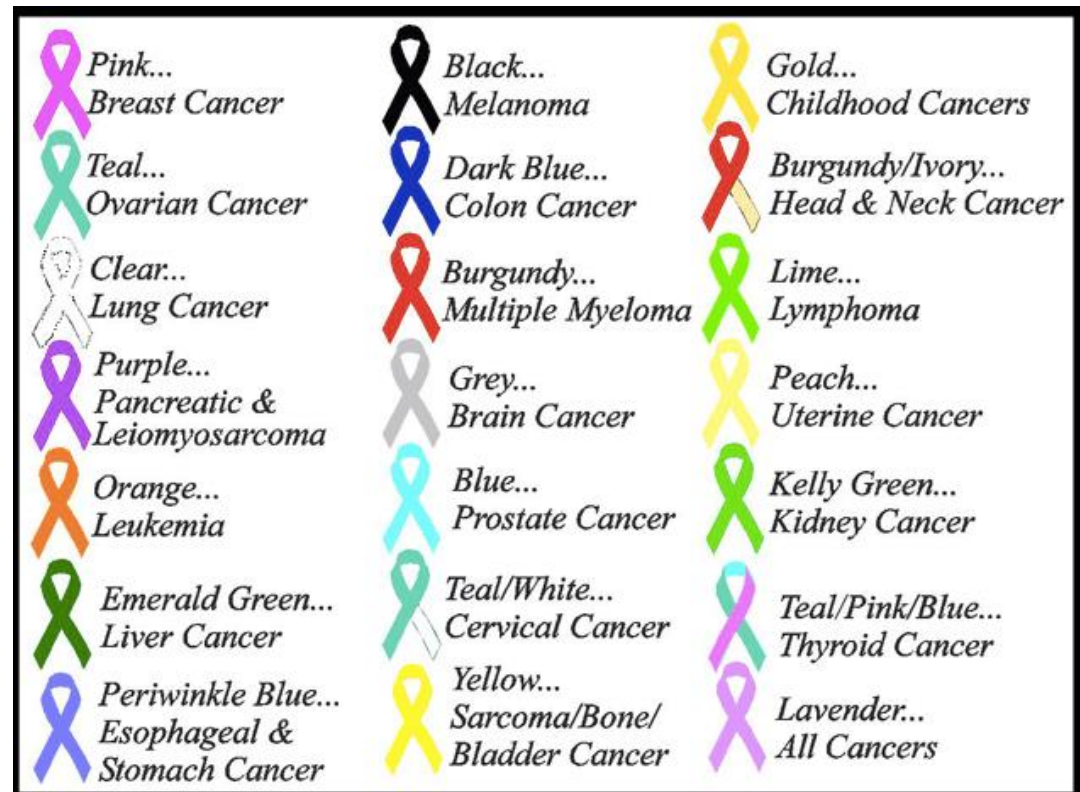 Pink...
Breast Cancer
Teal...
Ovarian Cancer
Clear...
Lung Cancer
Purple...
Pancreatic &
Leiomyosarcoma
Orange...
Leukemia
Emerald Green...
Liver Cancer
Periwinkle Blue...
Esophageal &
Stomach Cancer
Black...
Melanoma
Dark Blue...
Colon Cancer
Burgundy...
Multiple Myeloma
Grey...
Brain Cancer
Blue...
Prostate Cancer
Teal/White...
Cervical Cancer
Yellow...
Sarcoma/Bone/
Bladder Cancer
Gold...
Childhood Cancers
Burgundy/Ivory...
Head & Neck Cancer
Lime...
Lymphoma
Peach...
Uterine Cancer
Kelly Green...
Kidney Cancer
Teal/Pink/Blue...
Thyroid Cancer
Lavender...
All Cancers